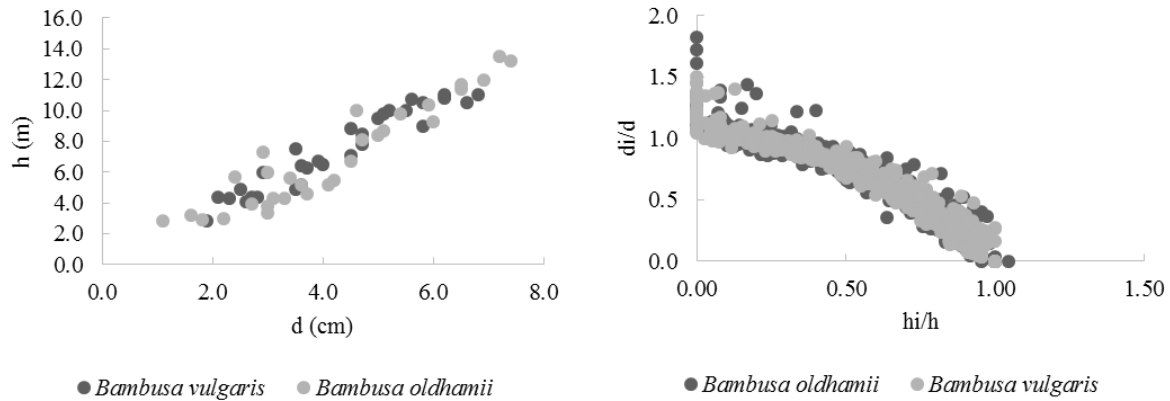 h (m)
16.0
14.0
12.0
10.0
8.0
6.0
4.0
2.0
0.0
0.0 2.0 4.0 6.0 8.0
d (cm)
Bambusa vulgaris Bambusa oldhamii
di/d
2.0
1.5
1.0
0.5
0.0
0.00 0.50 1.00 1.50
hi/h
Bambusa oldhamii Bambusa vulgaris